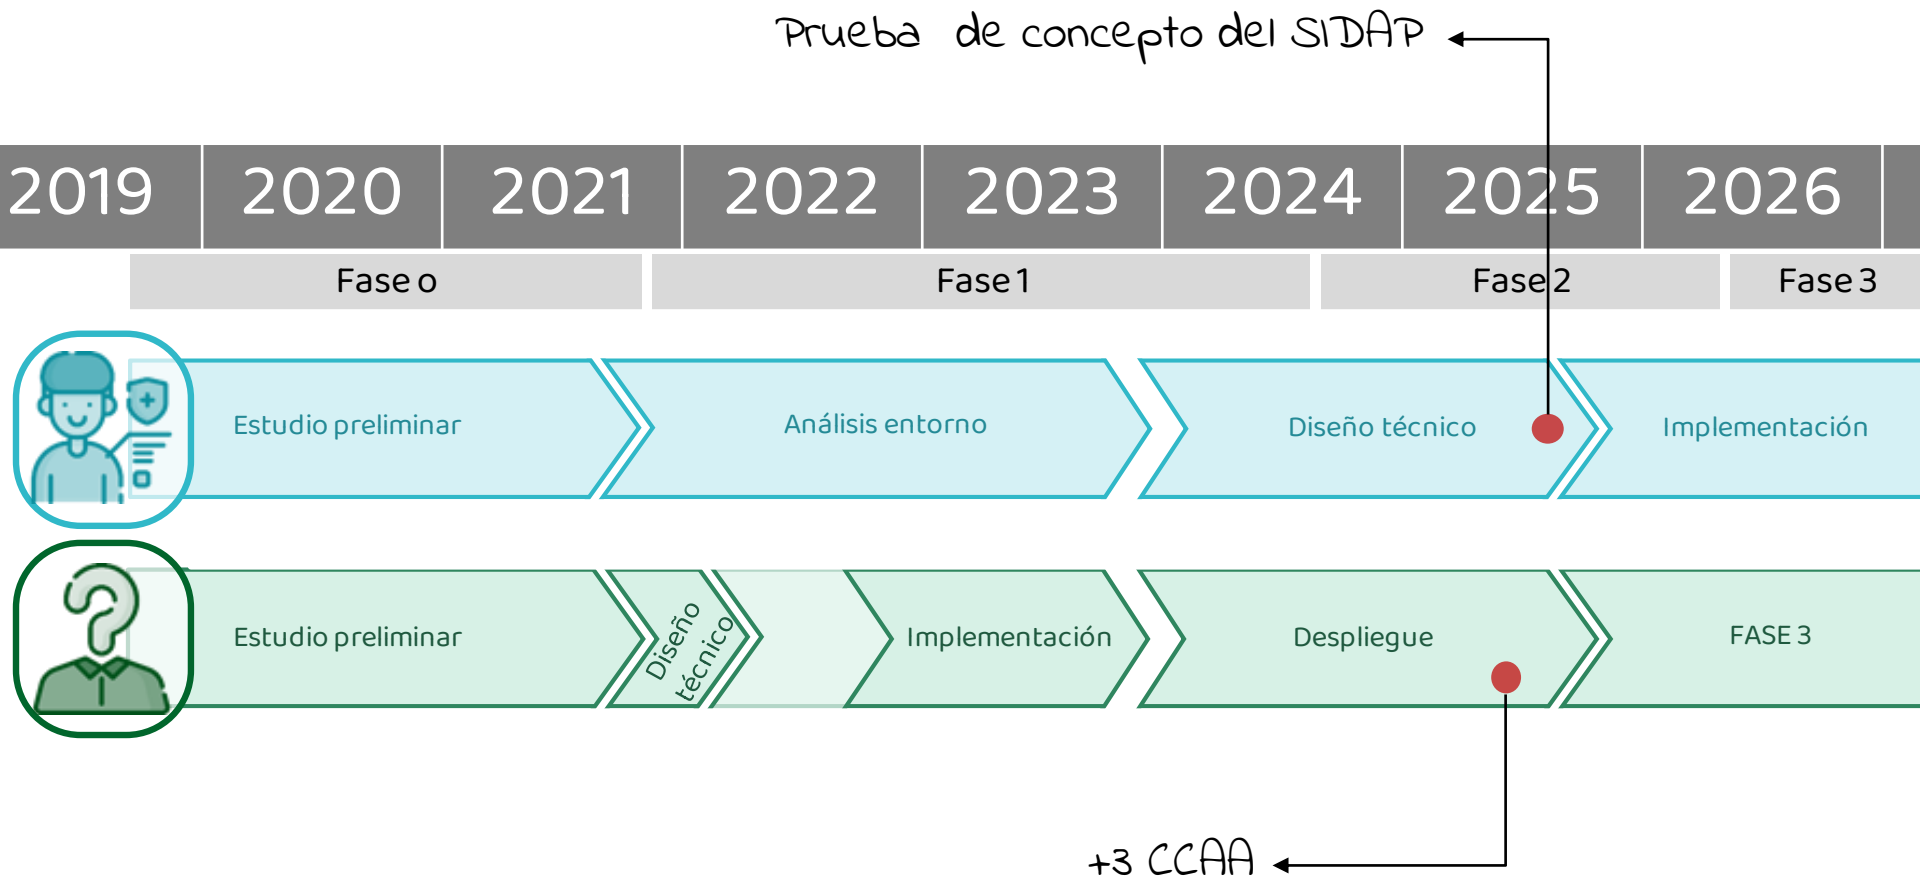 Prueba de concepto del SIDAP
2019 2020 2021 2022 2023 2024 2025 2026
Fase 0 Fase 1 Fase 2 Fase 3
Estudio preliminar Análisis entorno Diseño técnico Implementación
Estudio preliminar Diseño técnico Implementación Despliegue FASE 3
+3 CCAA